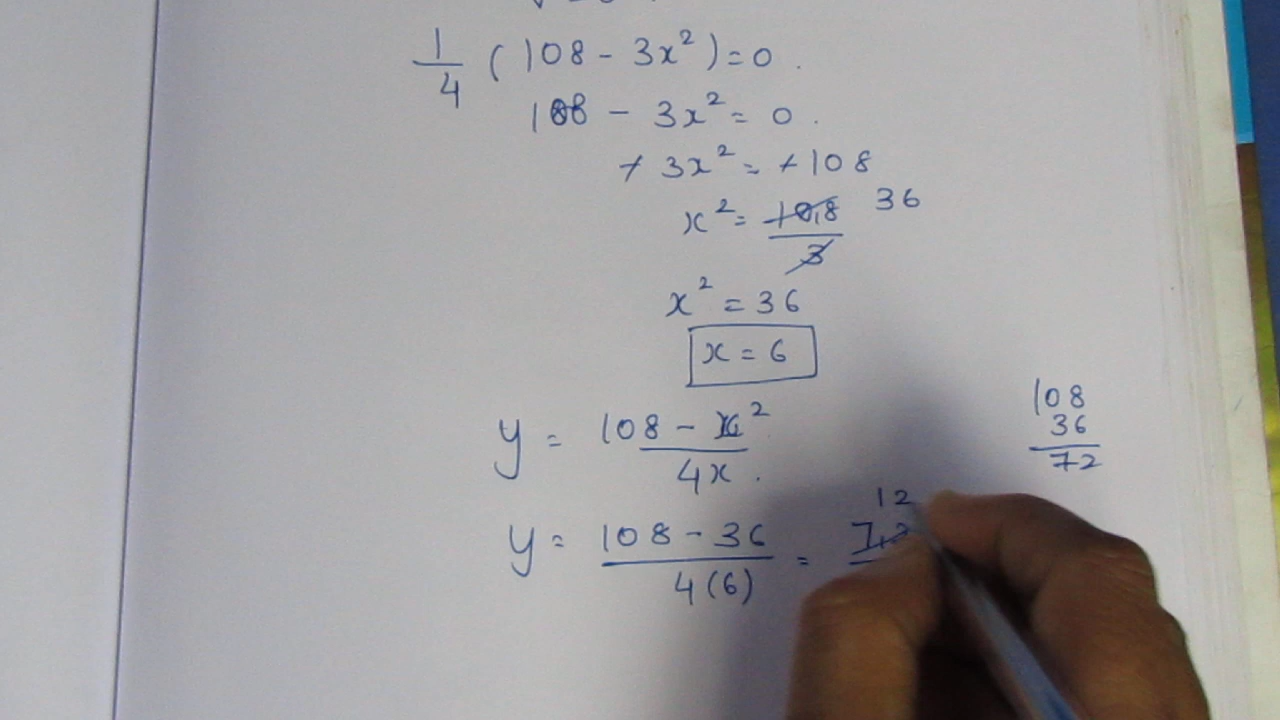 1/4 (108 - 3x²) = 0.
108 - 3x² = 0.
+ 3x² = + 108
x² = 108/3 36
x² = 36
x = 6
y = 108 - x²/4x.
108
36
72
12
y = 108 - 36/4(6) = 72